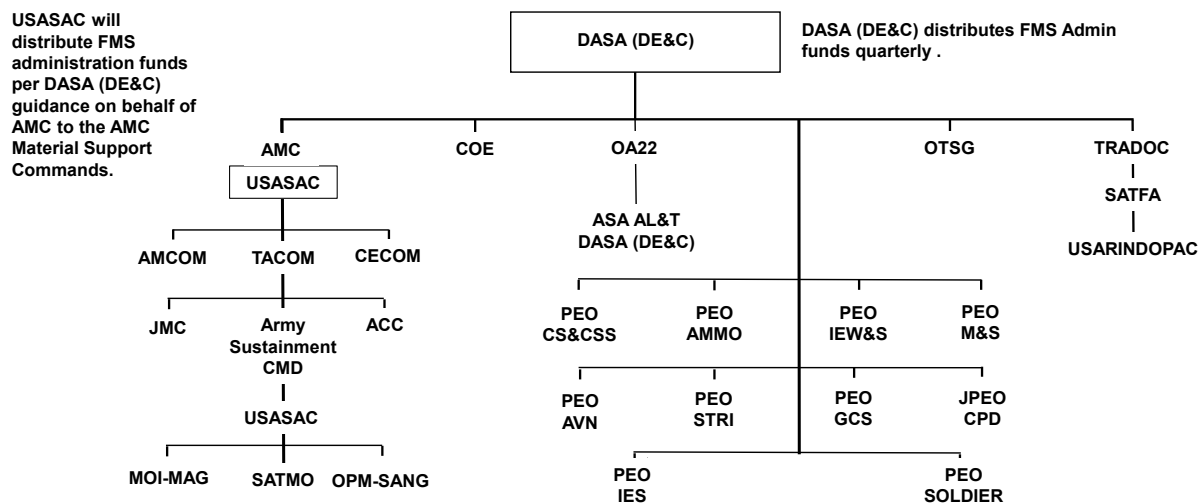 USASAC will
distribute FMS
administration funds
per DASA (DE&C)
guidance on behalf of
AMC to the AMC
Material Support
Commands.
DASA (DE&C)
DASA (DE&C) distributes FMS Admin
funds quarterly .
AMC
COE
OA22
OTSG
TRADOC
USASAC
SATFA
ASA AL&T
DASA (DE&C)
USARINDOPAC
AMCOM
TACOM
CECOM
JMC
Army
Sustainment
CMD
ACC
PEO
CS&CSS
PEO
AMMO
PEO
IEW&S
PEO
M&S
USASAC
PEO
AVN
PEO
STRI
PEO
GCS
JPEO
CPD
MOI-MAG
SATMO
OPM-SANG
PEO
IES
PEO
SOLDIER